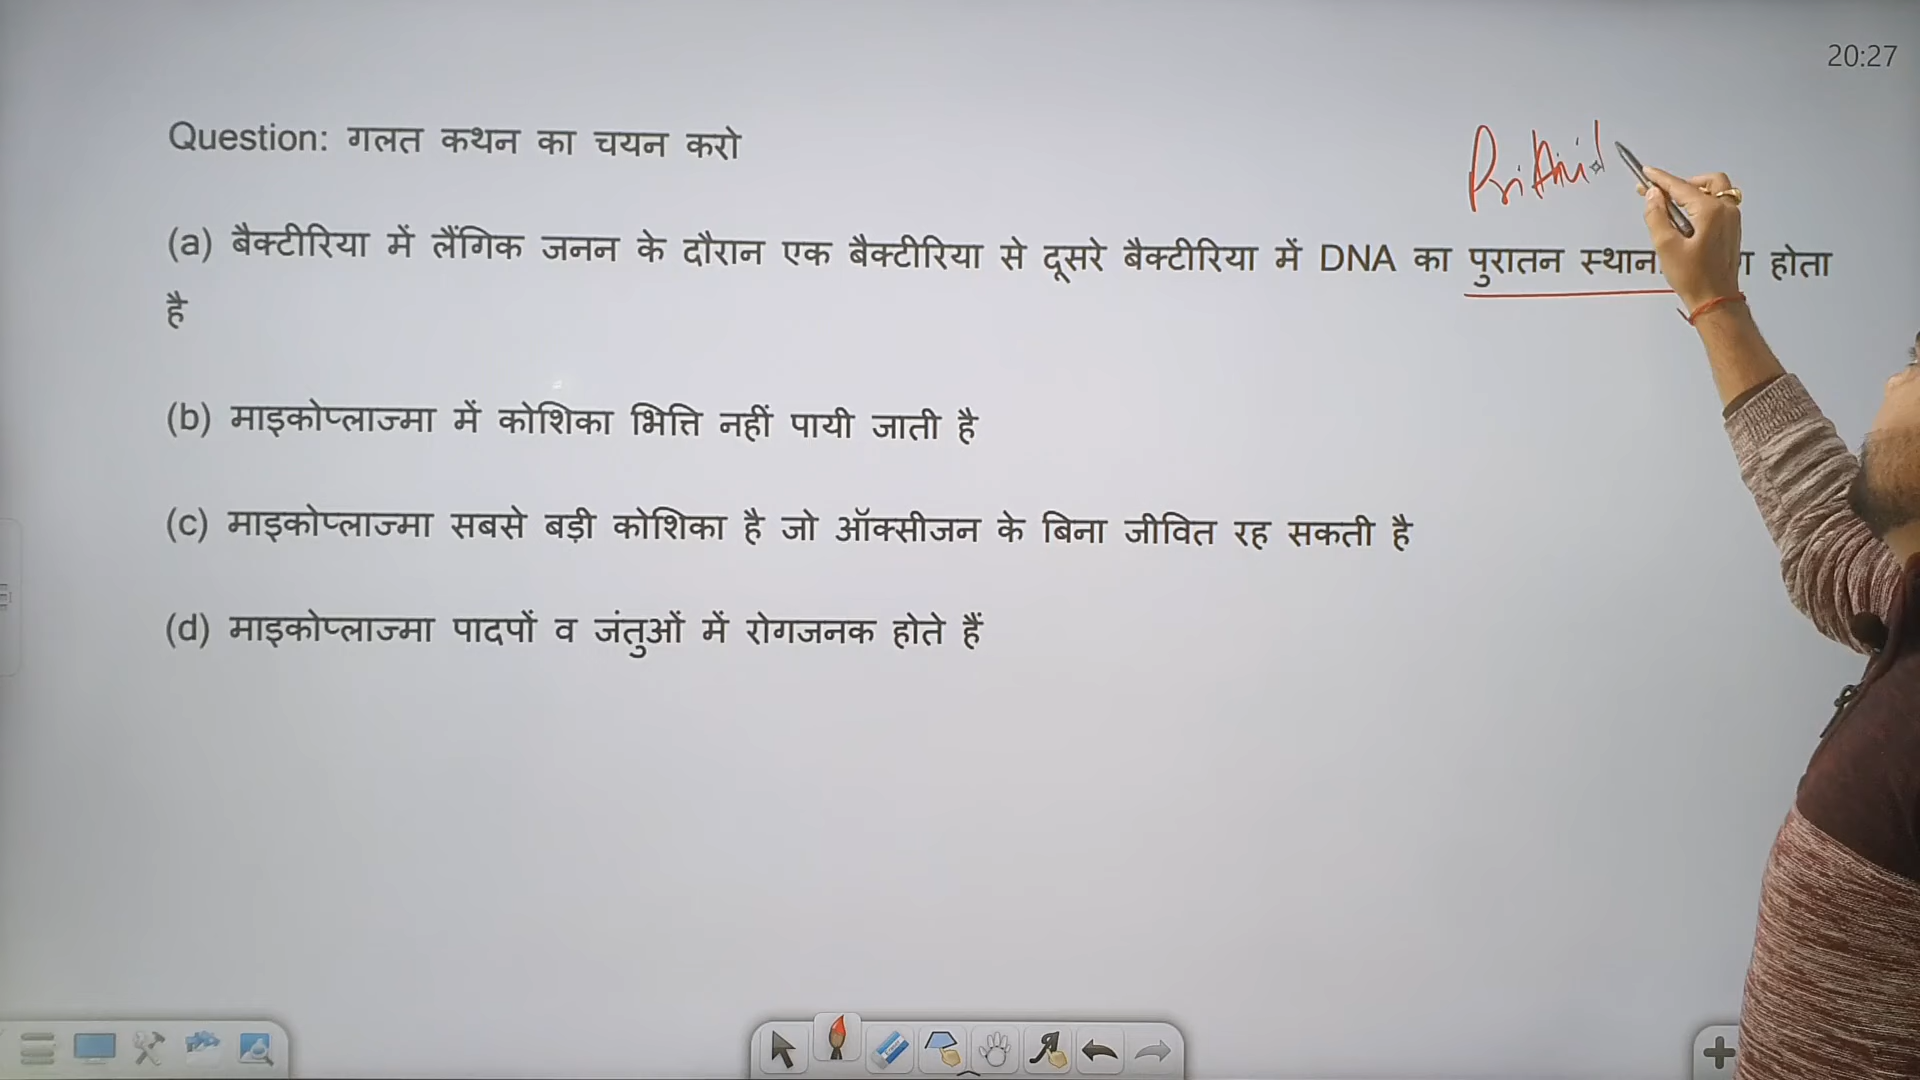 20:27
Question: गलत कथन का चयन करो
(a) बैक्टीरिया में लैंगिक जनन के दौरान एक बैक्टीरिया से दूसरे बैक्टीरिया में DNA का पुरातन होता
है
(b) माइकोप्लाज्मा में कोशिका भित्ति नहीं पायी जाती है
(c) माइकोप्लाज्मा सबसे बड़ी कोशिका है जो ऑक्सीजन के बिना जीवित रह सकती है
(d) माइकोप्लाज्मा पादपों व जंतुओं में रोगजनक होते हैं